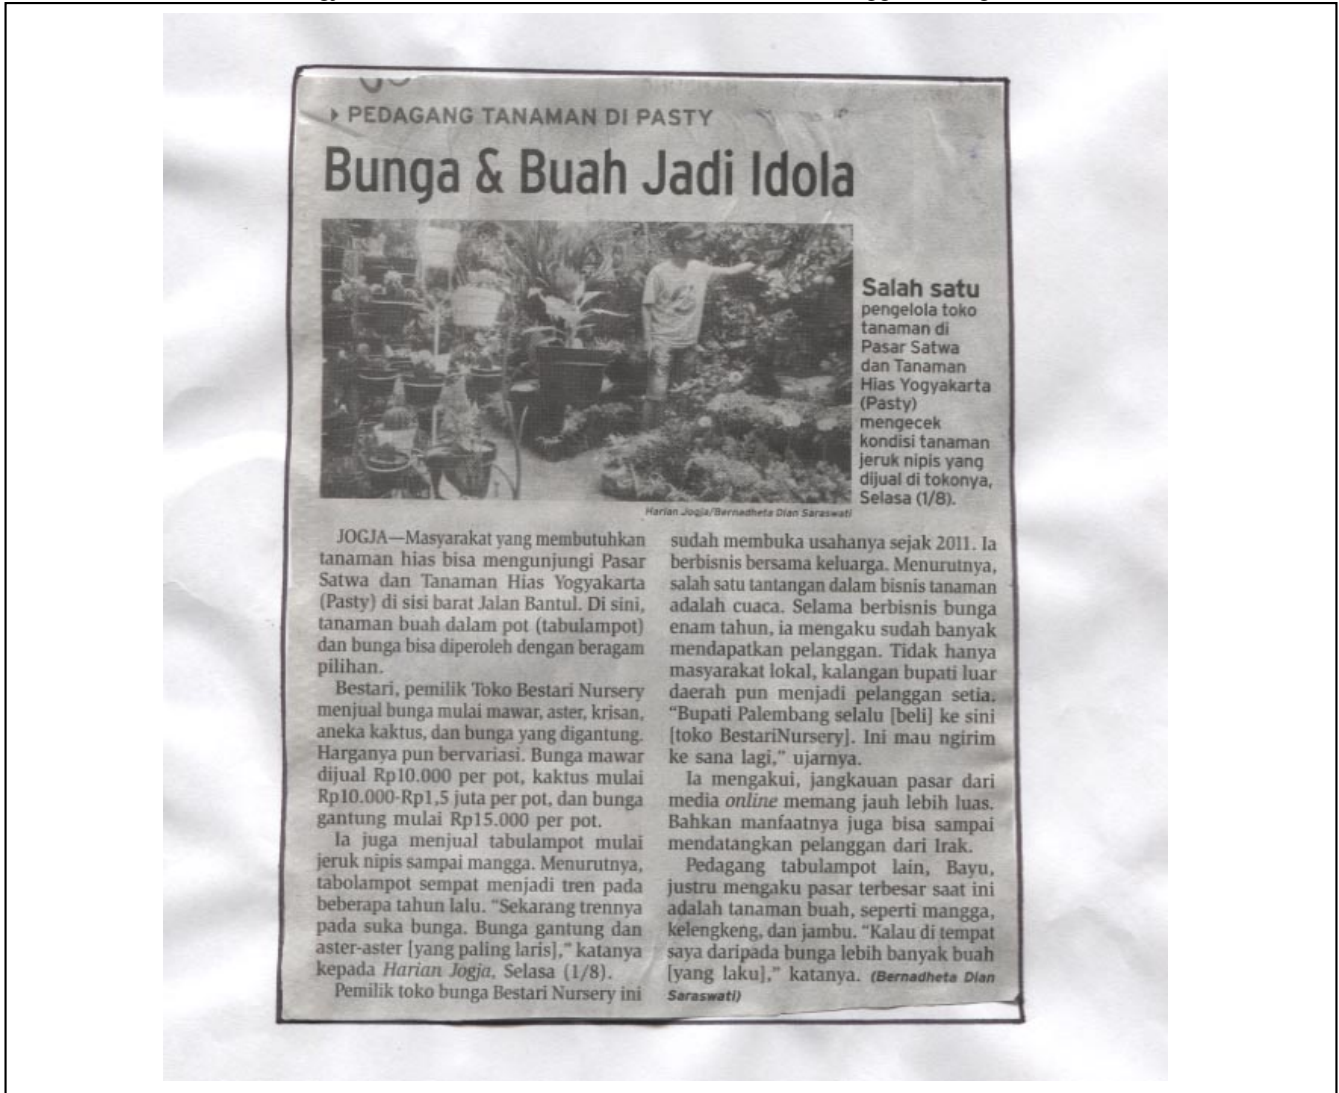 PEDAGANG TANAMAN DI PASTY
Bunga & Buah Jadi Idola
Salah satu
pengelola toko
tanaman di
Pasar Satwa
dan Tanaman
Hias Yogyakarta
(Pasty)
mengecek
kondisi tanaman
jeruk nipis yang
dijual di tokonya,
Selasa (1/8).
Harian Jogja/Bernadheta Dian Saraswati
JOGJA—Masyarakat yang membutuhkan
tanaman hias bisa mengunjungi Pasar
Satwa dan Tanaman Hias Yogyakarta
(Pasty) di sisi barat Jalan Bantul. Di sini,
tanaman buah dalam pot (tabulampot)
dan bunga bisa diperoleh dengan beragam
pilihan.
Bestari, pemilik Toko Bestari Nursery
menjual bunga mulai mawar, aster, krisan,
aneka kaktus, dan bunga yang digantung.
Harganya pun bervariasi. Bunga mawar
dijual Rp10.000 per pot, kaktus mulai
Rp10.000-Rp1,5 juta per pot, dan bunga
gantung mulai Rp15.000 per pot.
Ia juga menjual tabulampot mulai
jeruk nipis sampai mangga. Menurutnya,
tabolampot sempat menjadi tren pada
beberapa tahun lalu. “Sekarang trennya
pada suka bunga. Bunga gantung dan
aster-aster [yang paling laris],” katanya
kepada Harian Jogja, Selasa (1/8).
Pemilik toko bunga Bestari Nursery ini
sudah membuka usahanya sejak 2011. Ia
berbisnis bersama keluarga. Menurutnya,
salah satu tantangan dalam bisnis tanaman
adalah cuaca. Selama berbisnis bunga
enam tahun, ia mengaku sudah banyak
mendapatkan pelanggan. Tidak hanya
masyarakat lokal, kalangan bupati luar
daerah pun menjadi pelanggan setia.
“Bupati Palembang selalu [beli] ke sini
[toko BestariNursery]. Ini mau ngirim
ke sana lagi,” ujarnya.
Ia mengakui, jangkauan pasar dari
media online memang jauh lebih luas.
Bahkan manfaatnya juga bisa sampai
mendatangkan pelanggan dari Irak.
Pedagang tabulampot lain, Bayu,
justru mengaku pasar terbesar saat ini
adalah tanaman buah, seperti mangga,
kelengkeng, dan jambu. “Kalau di tempat
saya daripada bunga lebih banyak buah
[yang laku],” katanya. (Bernadheta Dian
Saraswati)